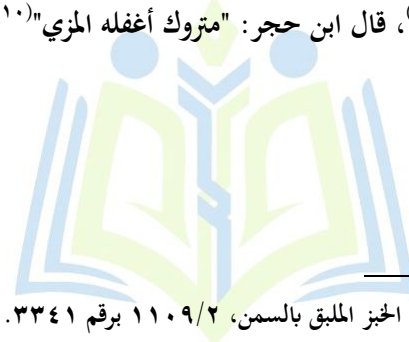 )، قال ابن حجر: "متروك أغفله المزي"(١٠
الخبز الملبق بالسمن، ١١٠٩/٢ برقم ٣٣٤١.